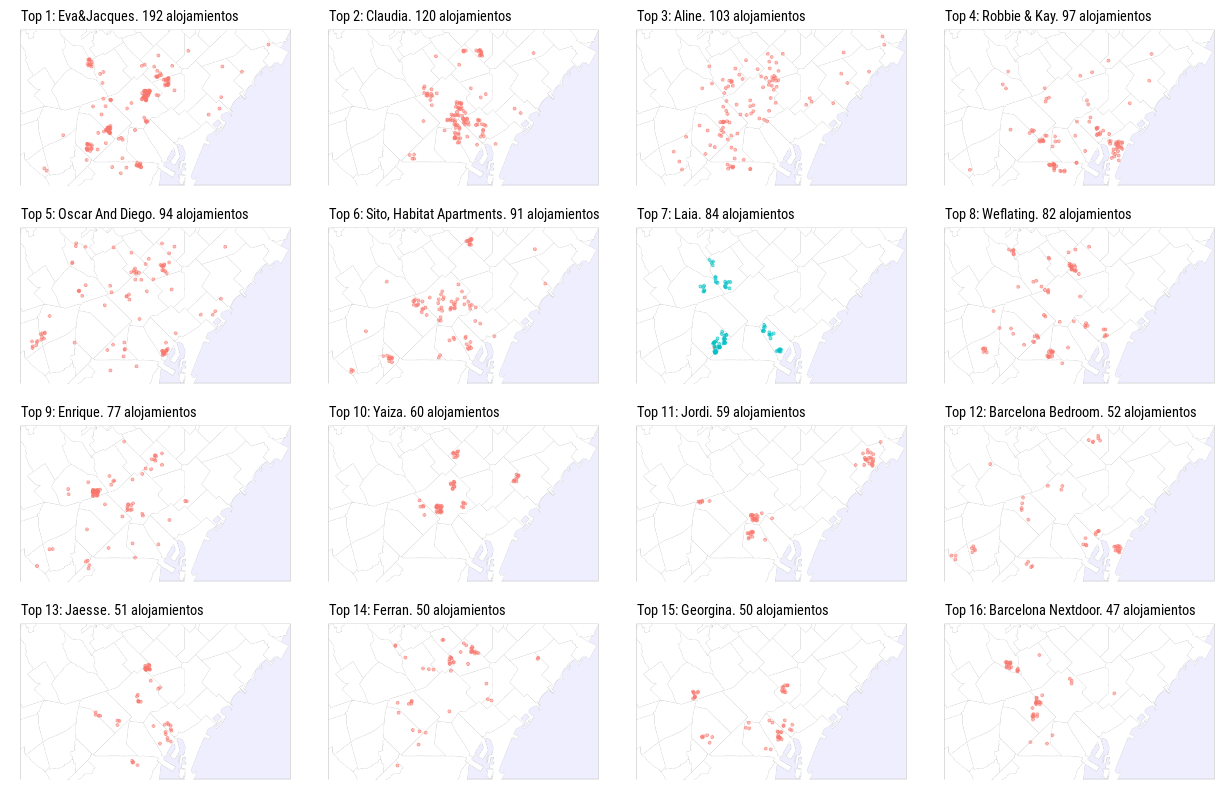 Top 1: Eva&Jacques. 192 alojamientos
Top 2: Claudia. 120 alojamientos
Top 3: Aline. 103 alojamientos
Top 4: Robbie & Kay. 97 alojamientos
Top 5: Oscar And Diego. 94 alojamientos
Top 6: Sito, Habitat Apartments. 91 alojamientos
Top 7: Laia. 84 alojamientos
Top 8: Weflating. 82 alojamientos
Top 9: Enrique. 77 alojamientos
Top 10: Yaiza. 60 alojamientos
Top 11: Jordi. 59 alojamientos
Top 12: Barcelona Bedroom. 52 alojamientos
Top 13: Jaesse. 51 alojamientos
Top 14: Ferran. 50 alojamientos
Top 15: Georgina. 50 alojamientos
Top 16: Barcelona Nextdoor. 47 alojamientos